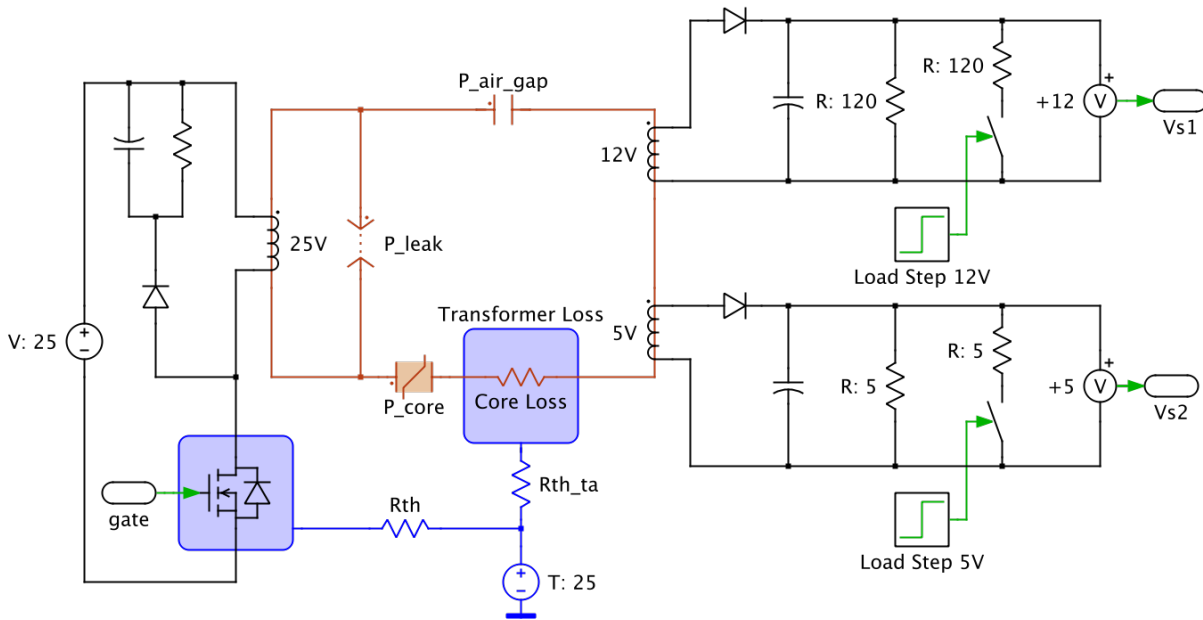 P_air_gap
R: 120
R: 120
+12
V
Vs1
12V
25V
P_leak
Load Step 12V
V: 25
Transformer Loss
Core Loss
P_core
5V
R: 5
R: 5
+5
V
Vs2
Rth_ta
Rth
gate
T: 25
Load Step 5V